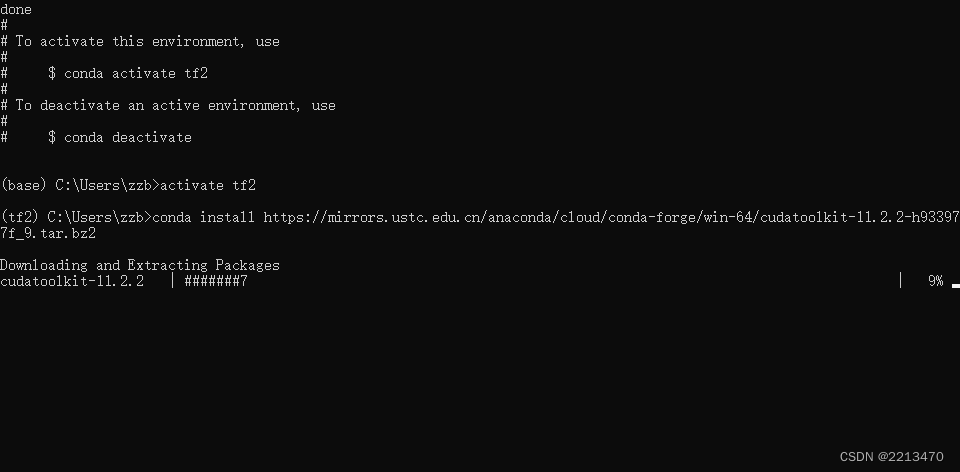 done
#
# To activate this environment, use
#
#     $ conda activate tf2
#
# To deactivate an active environment, use
#
#     $ conda deactivate
(base) C:\Users\zzb>activate tf2
(tf2) C:\Users\zzb>conda install https://mirrors.ustc.edu.cn/anaconda/cloud/conda-forge/win-64/cudatoolkit-11.2.2-h93397
7f_9.tar.bz2
Downloading and Extracting Packages
cudatoolkit-11.2.2   | #######7 |   9%
CSDN @2213470